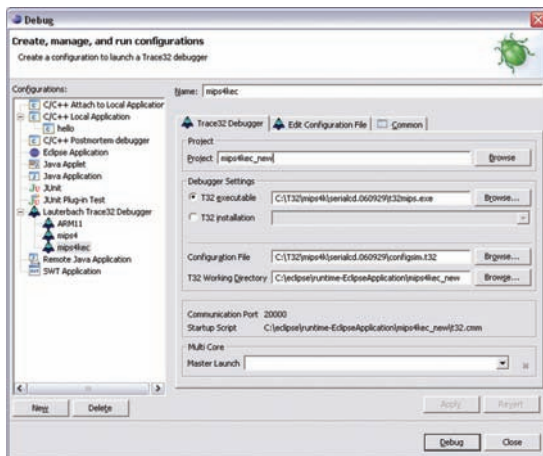 Debug
Create, manage, and run configurations
Create a configuration to launch a Trace32 debugger
Configurations:
C/C++ Attach to Local Applicatior
C/C++ Local Application
hello
C/C++ Postmortem debugger
Eclipse Application
Java Applet
Java Application
JUnit
JUnit Plug-in Test
Lauterbach Trace32 Debugger
ARM11
mips4
mips4kec
Remote Java Application
SWT Application
New
Delete
Name: mips4kec
Trace32 Debugger
Edit Configuration File
Common
Project
Project mips4kec_new
Browse
Debugger Settings
T32 executable C:\T32\mips4k\serialcd.060929\t32mips.exe Browse...
T32 installation
Configuration File C:\T32\mips4k\serialcd.060929\configsim.t32 Browse...
T32 Working Directory C:\eclipse\runtime-EclipseApplication\mips4kec_new Browse...
Communication Port 20000
Startup Script C:\eclipse\runtime-EclipseApplication\mips4kec_new\t32.cmm
Multi Core
Master Launch
Apply
Revert
Debug
Close